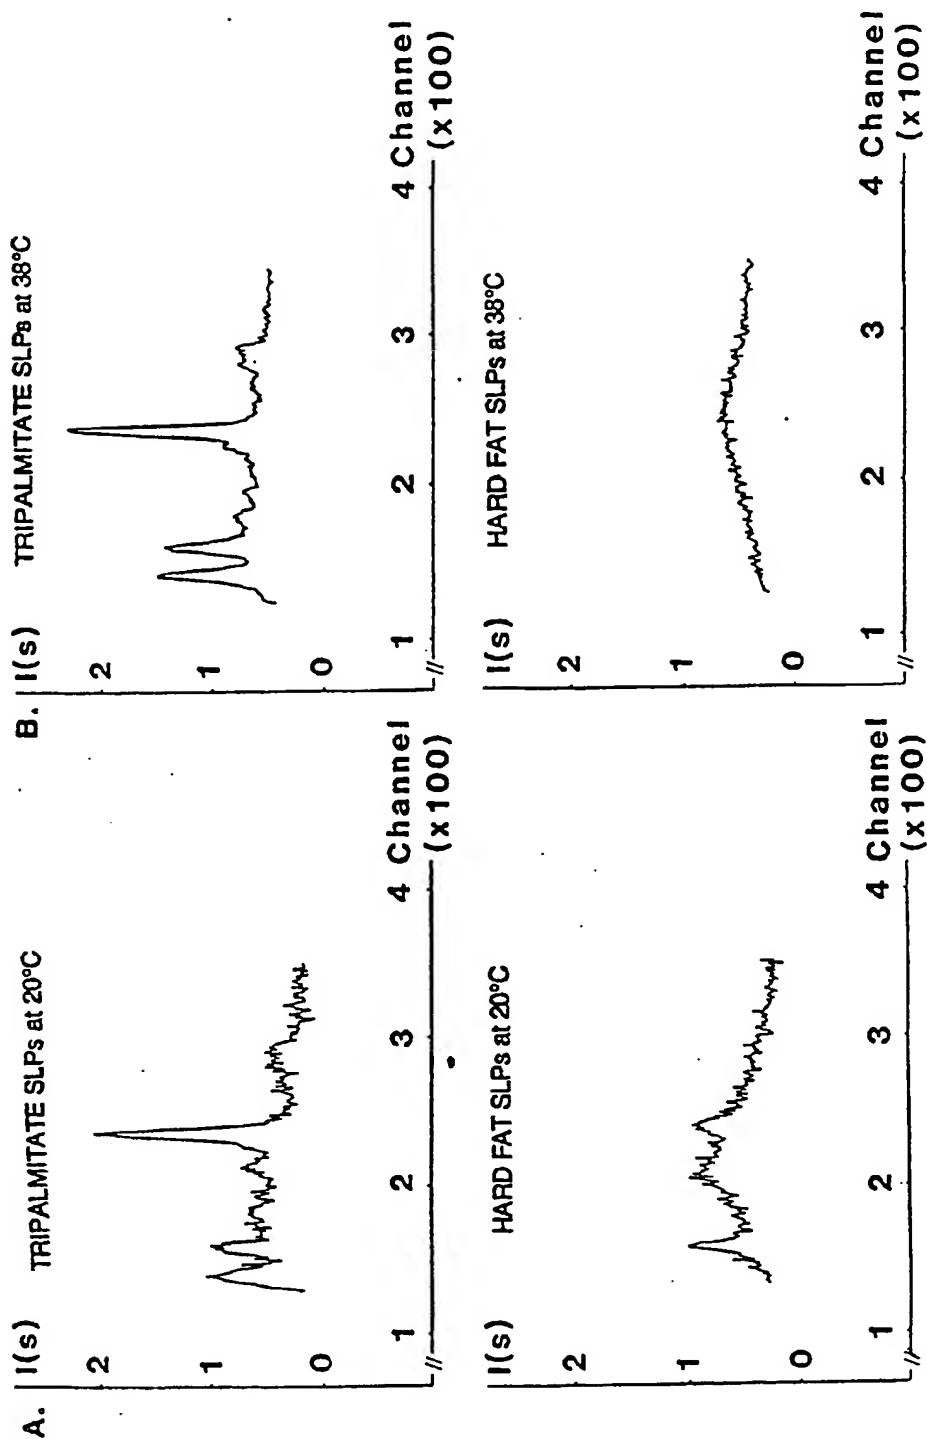 A.
I(s)
TRIPALMITATE SLPs at 20°C
2
1
0
1
2
3
4 Channel
(x100)
I(s)
HARD FAT SLPs at 20°C
2
1
0
1
2
3
4 Channel
(x100)
B.
I(s)
TRIPALMITATE SLPs at 38°C
2
1
0
1
2
3
4 Channel
(x100)
I(s)
HARD FAT SLPs at 38°C
2
1
0
1
2
3
4 Channel
(x100)